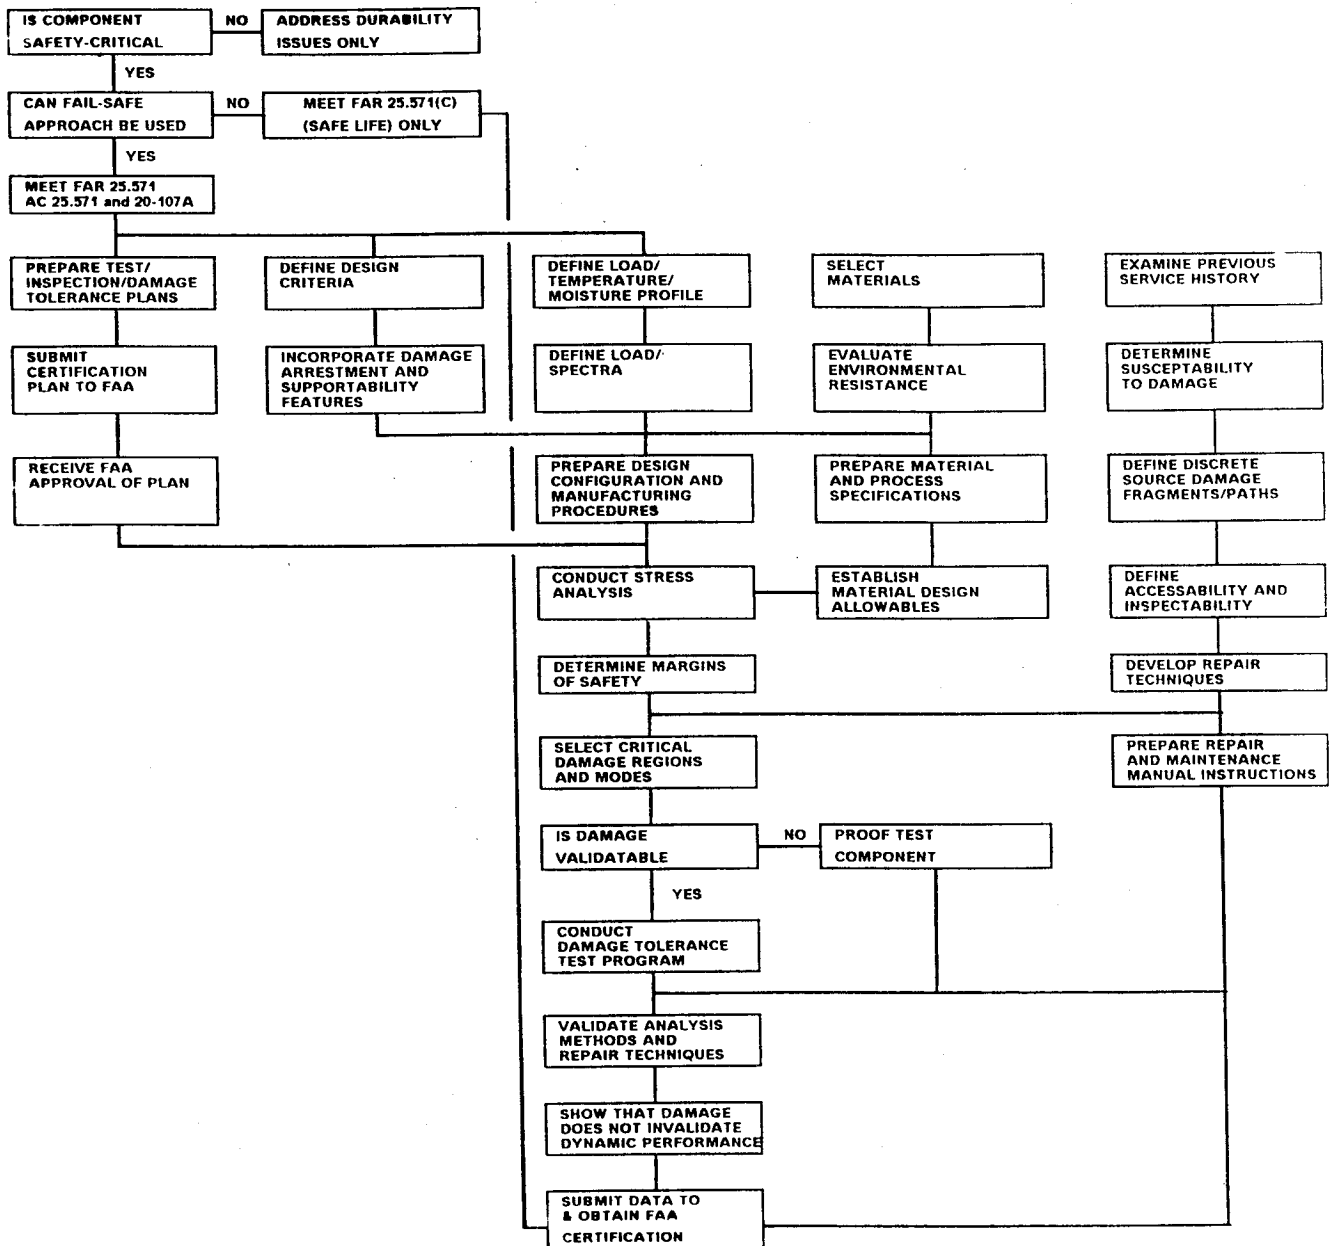 IS COMPONENT
SAFETY-CRITICAL
NO
ADDRESS DURABILITY
ISSUES ONLY
YES
CAN FAIL-SAFE
APPROACH BE USED
NO
MEET FAR 25.571(C)
(SAFE LIFE) ONLY
YES
MEET FAR 25.571
AC 25.571 and 20-107A
PREPARE TEST/
INSPECTION/DAMAGE
TOLERANCE PLANS
DEFINE DESIGN
CRITERIA
DEFINE LOAD/
TEMPERATURE/
MOISTURE PROFILE
SELECT
MATERIALS
EXAMINE PREVIOUS
SERVICE HISTORY
SUBMIT
CERTIFICATION
PLAN TO FAA
INCORPORATE DAMAGE
ARRESTMENT AND
SUPPORTABILITY
FEATURES
DEFINE LOAD/
SPECTRA
EVALUATE
ENVIRONMENTAL
RESISTANCE
DETERMINE
SUSCEPTABILITY
TO DAMAGE
RECEIVE FAA
APPROVAL OF PLAN
PREPARE DESIGN
CONFIGURATION AND
MANUFACTURING
PROCEDURES
PREPARE MATERIAL
AND PROCESS
SPECIFICATIONS
DEFINE DISCRETE
SOURCE DAMAGE
FRAGMENTS/PATHS
CONDUCT STRESS
ANALYSIS
ESTABLISH
MATERIAL DESIGN
ALLOWABLES
DEFINE
ACCESSABILITY AND
INSPECTABILITY
DETERMINE MARGINS
OF SAFETY
DEVELOP REPAIR
TECHNIQUES
SELECT CRITICAL
DAMAGE REGIONS
AND MODES
PREPARE REPAIR
AND MAINTENANCE
MANUAL INSTRUCTIONS
IS DAMAGE
VALIDATABLE
NO
PROOF TEST
COMPONENT
YES
CONDUCT
DAMAGE TOLERANCE
TEST PROGRAM
VALIDATE ANALYSIS
METHODS AND
REPAIR TECHNIQUES
SHOW THAT DAMAGE
DOES NOT INVALIDATE
DYNAMIC PERFORMANCE
SUBMIT DATA TO
& OBTAIN FAA
CERTIFICATION